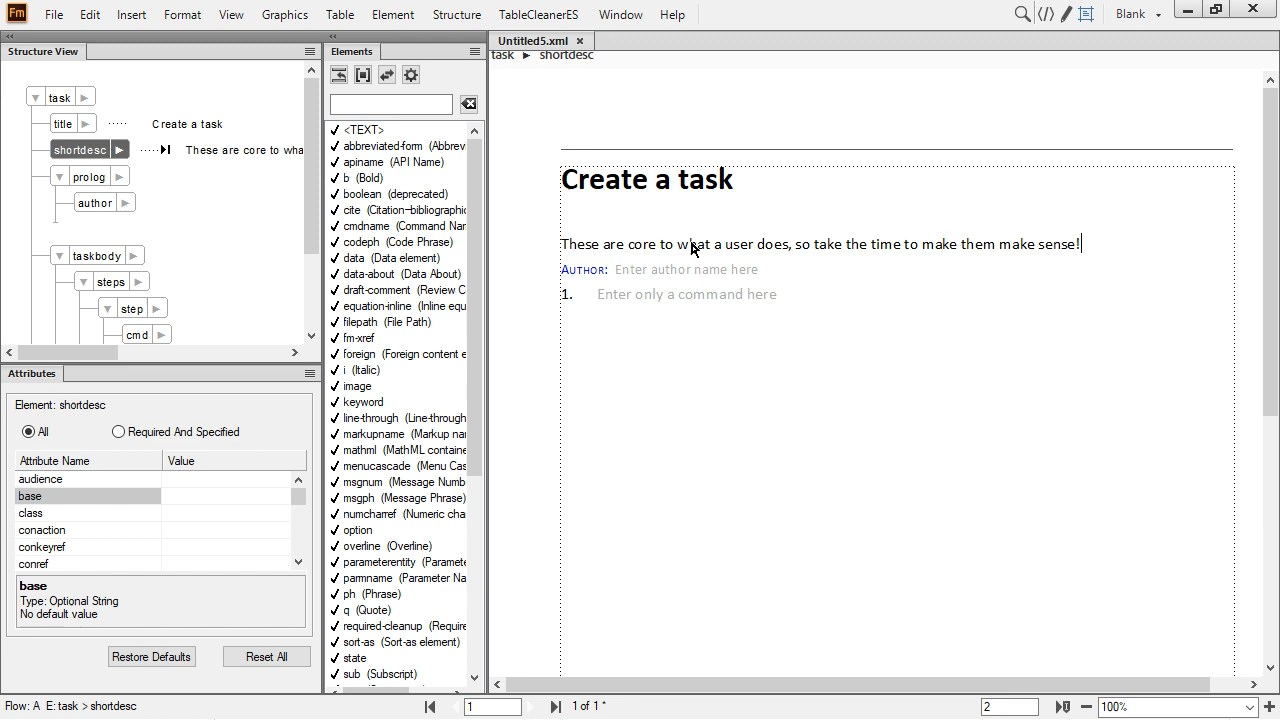 Fm File Edit Insert Format View Graphics Table Element Structure TableCleanerES Window Help Blank
Structure View
task
title Create a task
shortdesc These are core to wha
prolog
author
taskbody
steps
step
cmd
Attributes
Element: shortdesc
All Required And Specified
Attribute Name Value
audience
base
class
conaction
conkeyref
conref
base
Type: Optional String
No default value
Restore Defaults Reset All
Elements
<TEXT>
abbreviated-form (Abbrev
apiname (API Name)
b (Bold)
boolean (deprecated)
cite (Citation-bibliographic
cmdname (Command Nam
codeph (Code Phrase)
data (Data element)
data-about (Data About)
draft-comment (Review C
equation-inline (Inline equ
filepath (File Path)
fm-xref
foreign (Foreign content e
i (Italic)
image
keyword
line-through (Line-through
markupname (Markup nar
mathml (MathML containe
menucascade (Menu Cas
msgnum (Message Numb
msgph (Message Phrase)
numcharref (Numeric char
option
overline (Overline)
parameterentity (Paramete
parmname (Parameter Na
ph (Phrase)
q (Quote)
required-cleanup (Require
sort-as (Sort-as element)
state
sub (Subscript)
Untitled5.xml
task ► shortdesc
Create a task
These are core to what a user does, so take the time to make them make sense!
AUTHOR: Enter author name here
1. Enter only a command here
Flow: A E: task > shortdesc 1 1 of 1 * 2 100%